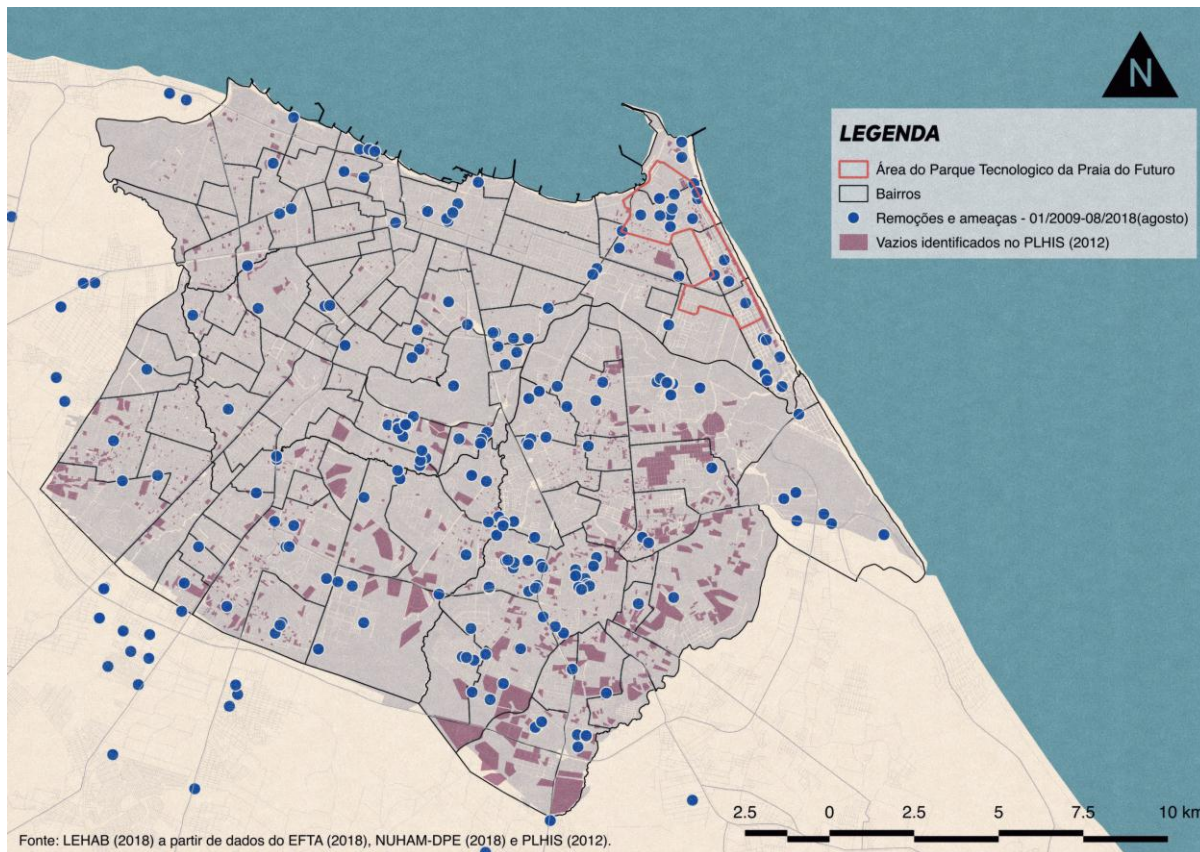 N
LEGENDA
Área do Parque Tecnologico da Praia do Futuro
Bairros
Remoções e ameaças - 01/2009-08/2018(agosto)
Vazios identificados no PLHIS (2012)
2.5 0 2.5 5 7.5 10 km
Fonte: LEHAB (2018) a partir de dados do EFTA (2018), NUHAM-DPE (2018) e PLHIS (2012).